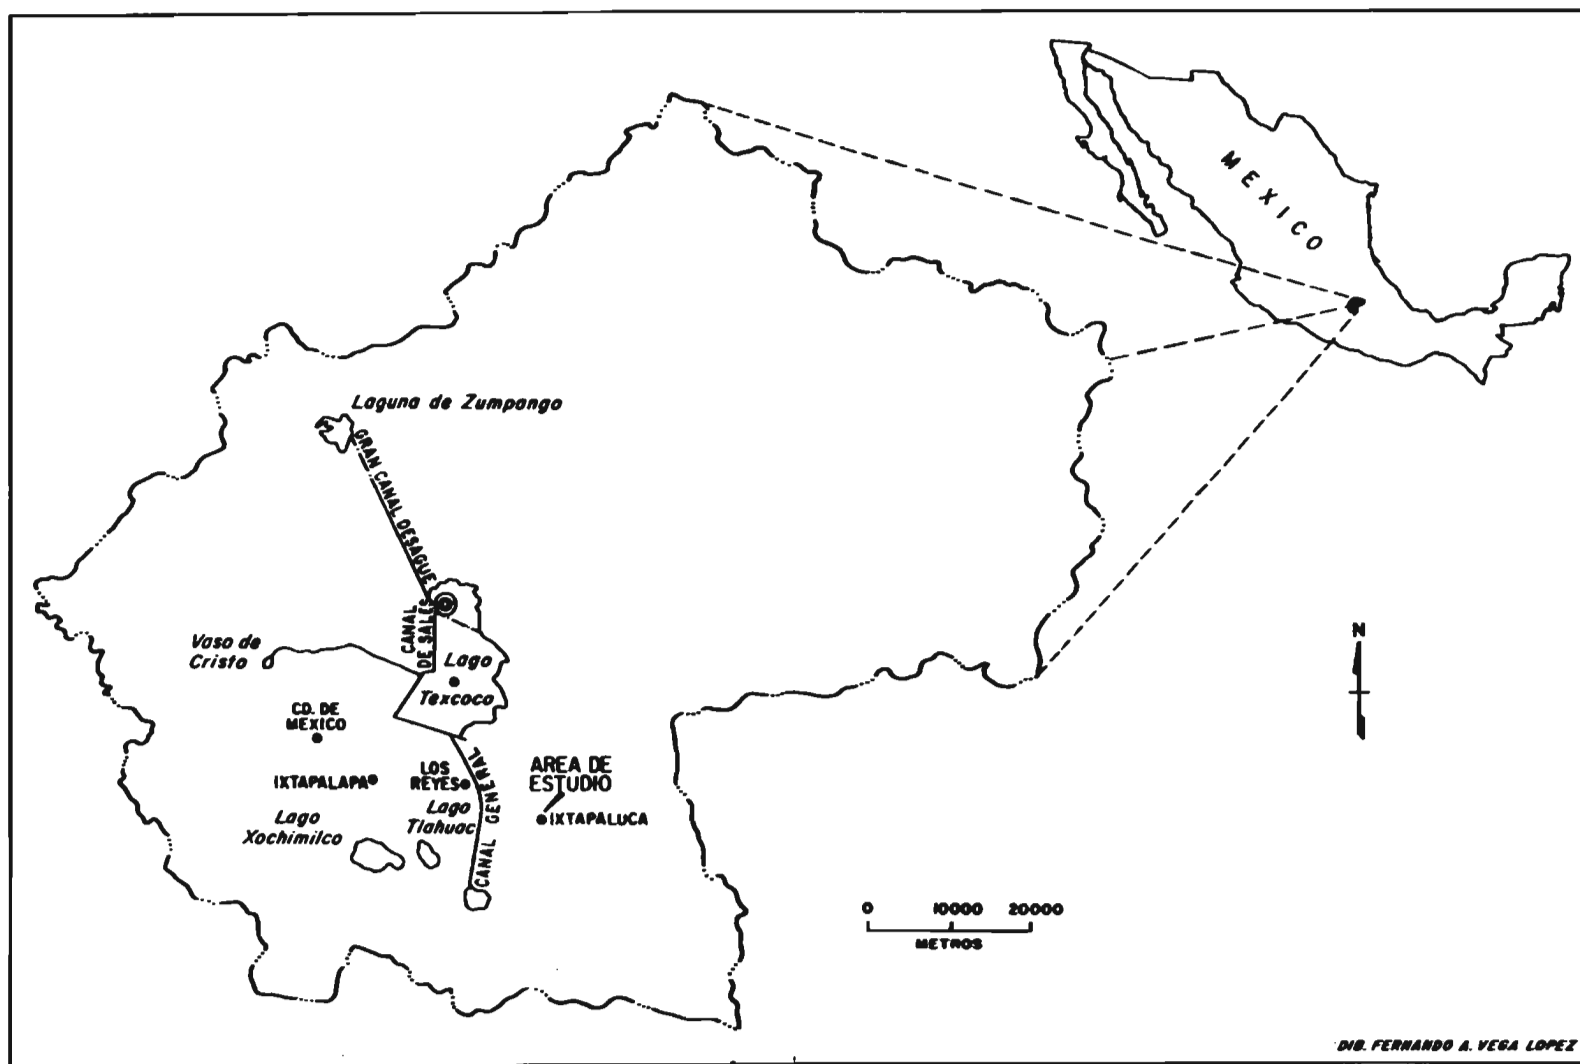 MEXICO
Laguna de Zumpango
GRAN CANAL DESAGUE
CANAL
DE SALES
Vaso de
Cristo
Lago
Texcoco
CD. DE
MEXICO
IXTAPALAPA
LOS
REYES
CANAL GENERAL
AREA DE
ESTUDIO
IXTAPALUCA
Lago
Xochimilco
Lago
Tlahuac
N
0 10000 20000
METROS
DIB. FERNANDO A. VEGA LOPEZ